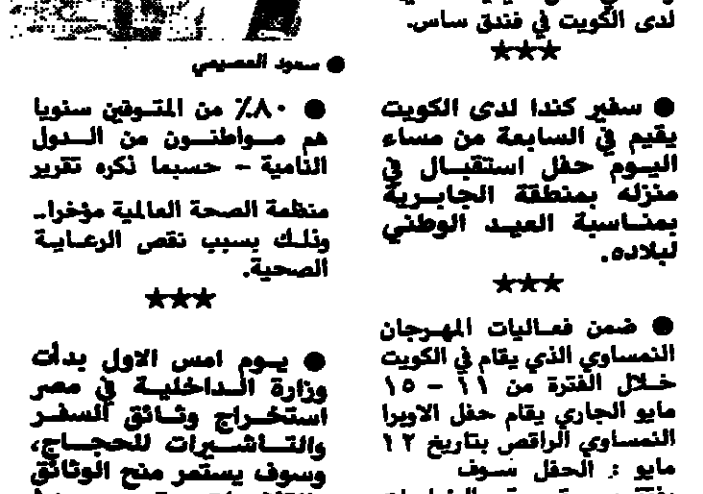 لدى الكويت في فندق ساس.
★★★
● سفير كندا لدى الكويت
يقيم في السابعة من مساء
اليوم حفل استقبال في
منزله بمنطقة الجابرية
بمناسبة العيد الوطني
لبلاده.
★★★
● ضمن فعاليات المهرجان
النمساوي الذي يقام في الكويت
خلال الفترة من ١١ – ١٥
مايو الجاري يقام حفل الاوبرا
النمساوي الراقص بتاريخ ١٢
مايو : الحفل سوف
● سعود العصيمي
● ٨٠٪ من المتوفين سنويا
هم مواطنون من الدول
النامية – حسبما ذكره تقرير
منظمة الصحة العالمية مؤخرا..
وذلك بسبب نقص الرعاية
الصحية.
★★★
● يوم امس الاول بدأت
وزارة الداخلية في مصر
استخراج وثائق السفر
والتاشيرات للحجاج،
وسوف يستمر منح الوثائق